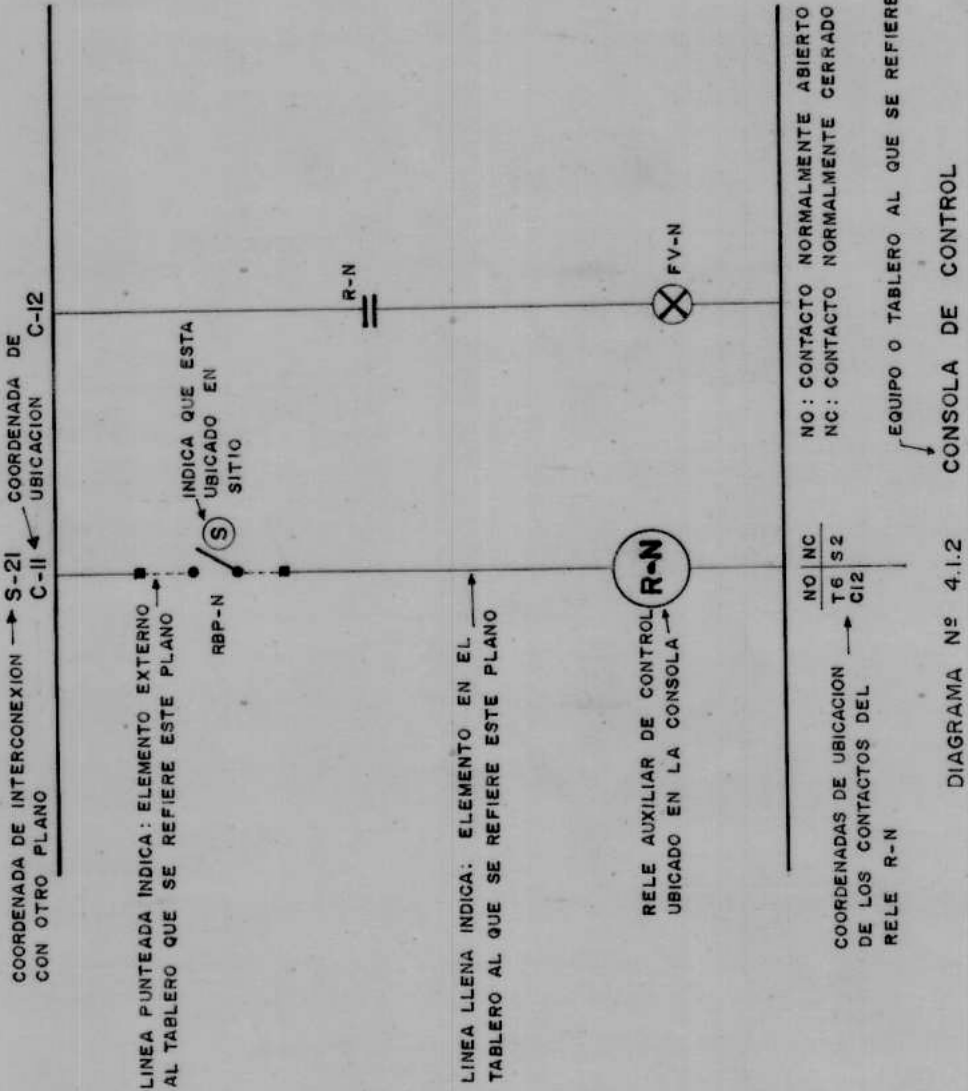 COORDENADA DE INTERCONEXION S-21 COORDENADA DE
CON OTRO PLANO C-11 UBICACION C-12
LINEA PUNTEADA INDICA: ELEMENTO EXTERNO
AL TABLERO QUE SE REFIERE ESTE PLANO
RBP-N
S
INDICA QUE ESTA
UBICADO EN
SITIO
R-N
LINEA LLENA INDICA: ELEMENTO EN EL
TABLERO AL QUE SE REFIERE ESTE PLANO
RELE AUXILIAR DE CONTROL
UBICADO EN LA CONSOLA
R-N
FV-N
COORDENADAS DE UBICACION
DE LOS CONTACTOS DEL
RELE R-N
NO NC
T6 S2
C12
NO: CONTACTO NORMALMENTE ABIERTO
NC: CONTACTO NORMALMENTE CERRADO
EQUIPO O TABLERO AL QUE SE REFIERE
DIAGRAMA Nº 4.1.2 CONSOLA DE CONTROL